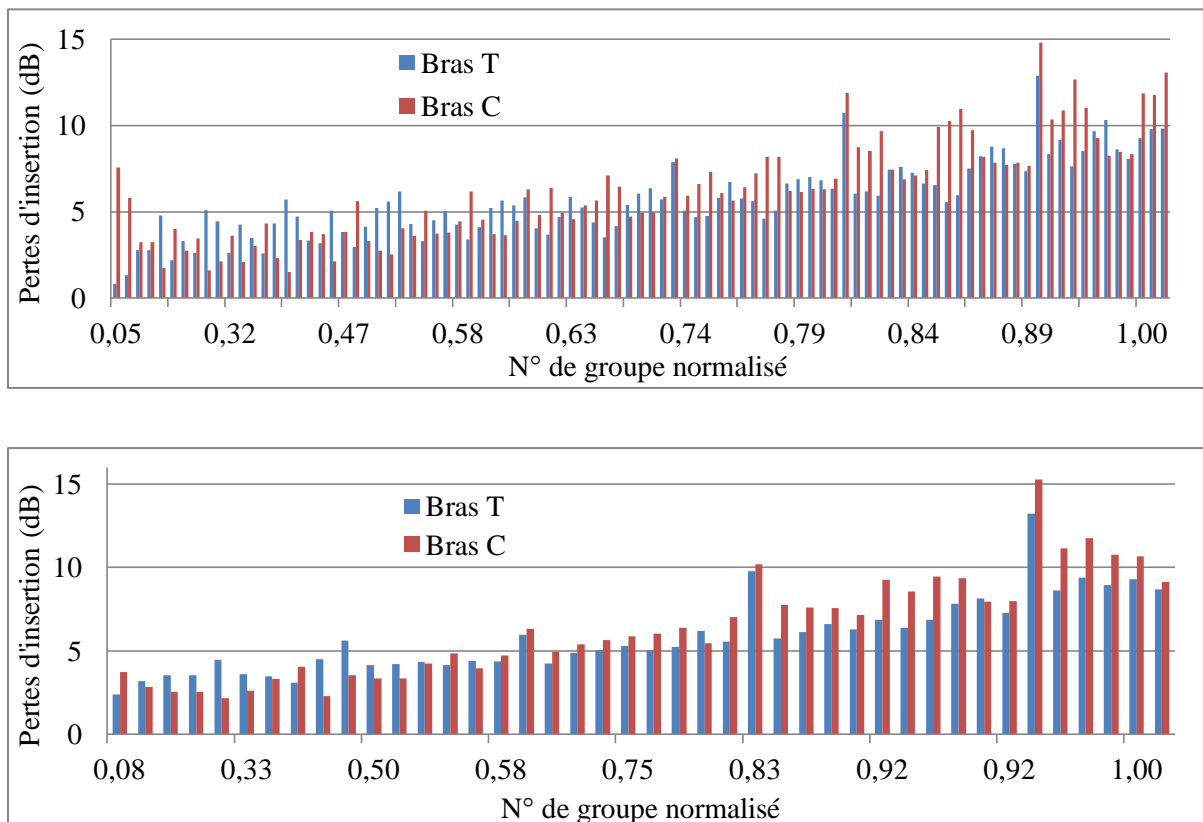 Pertes d'insertion (dB)
15
10
5
0
Bras T
Bras C
0,05 0,32 0,47 0,58 0,63 0,74 0,79 0,84 0,89 1,00
N° de groupe normalisé
Pertes d'insertion (dB)
15
10
5
0
Bras T
Bras C
0,08 0,33 0,50 0,58 0,75 0,83 0,92 0,92 1,00
N° de groupe normalisé